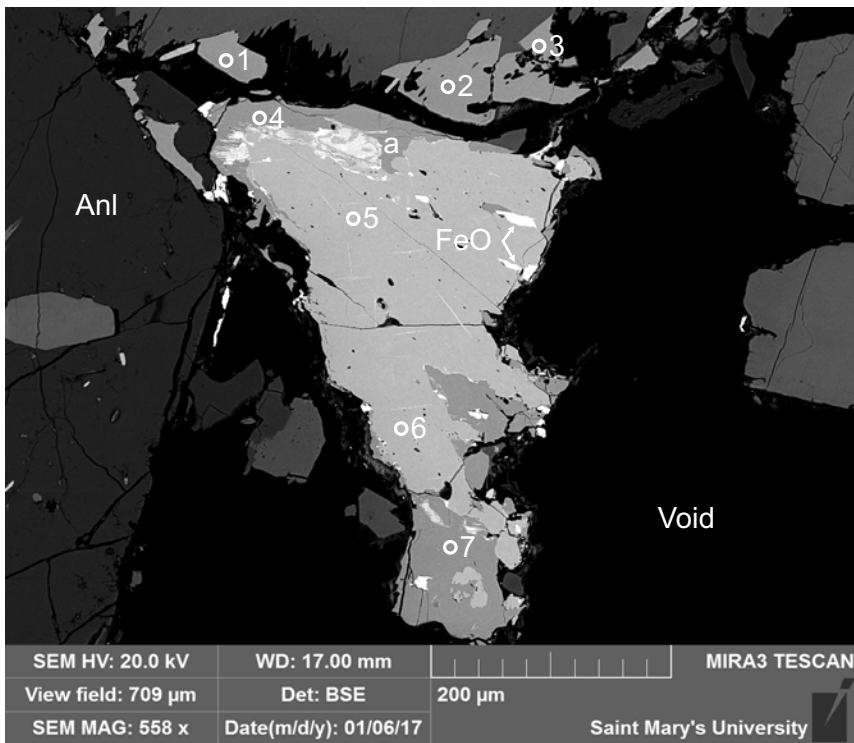 1
2
3
4
a
Anl
5
FeO
6
Void
7
SEM HV: 20.0 kV
WD: 17.00 mm
MIRA3 TESCAN
View field: 709 µm
Det: BSE
200 µm
SEM MAG: 558 x
Date(m/d/y): 01/06/17
Saint Mary's University